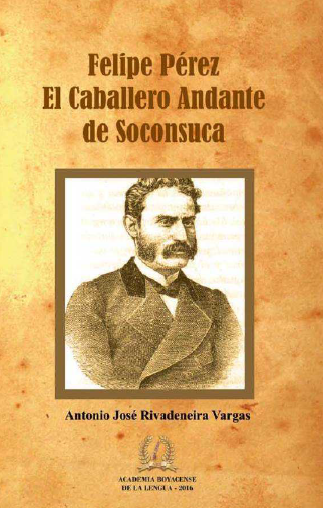 Felipe Pérez
El Caballero Andante
de Soconsuca
Antonio José Rivadeneira Vargas
ACADEMIA BOYACENSE
DE LA LENGUA - 2016